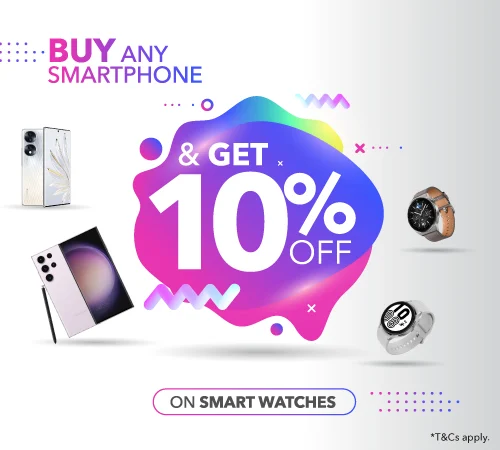 BUY ANY
SMARTPHONE
& GET
10%
OFF
ON SMART WATCHES
*T&Cs apply.